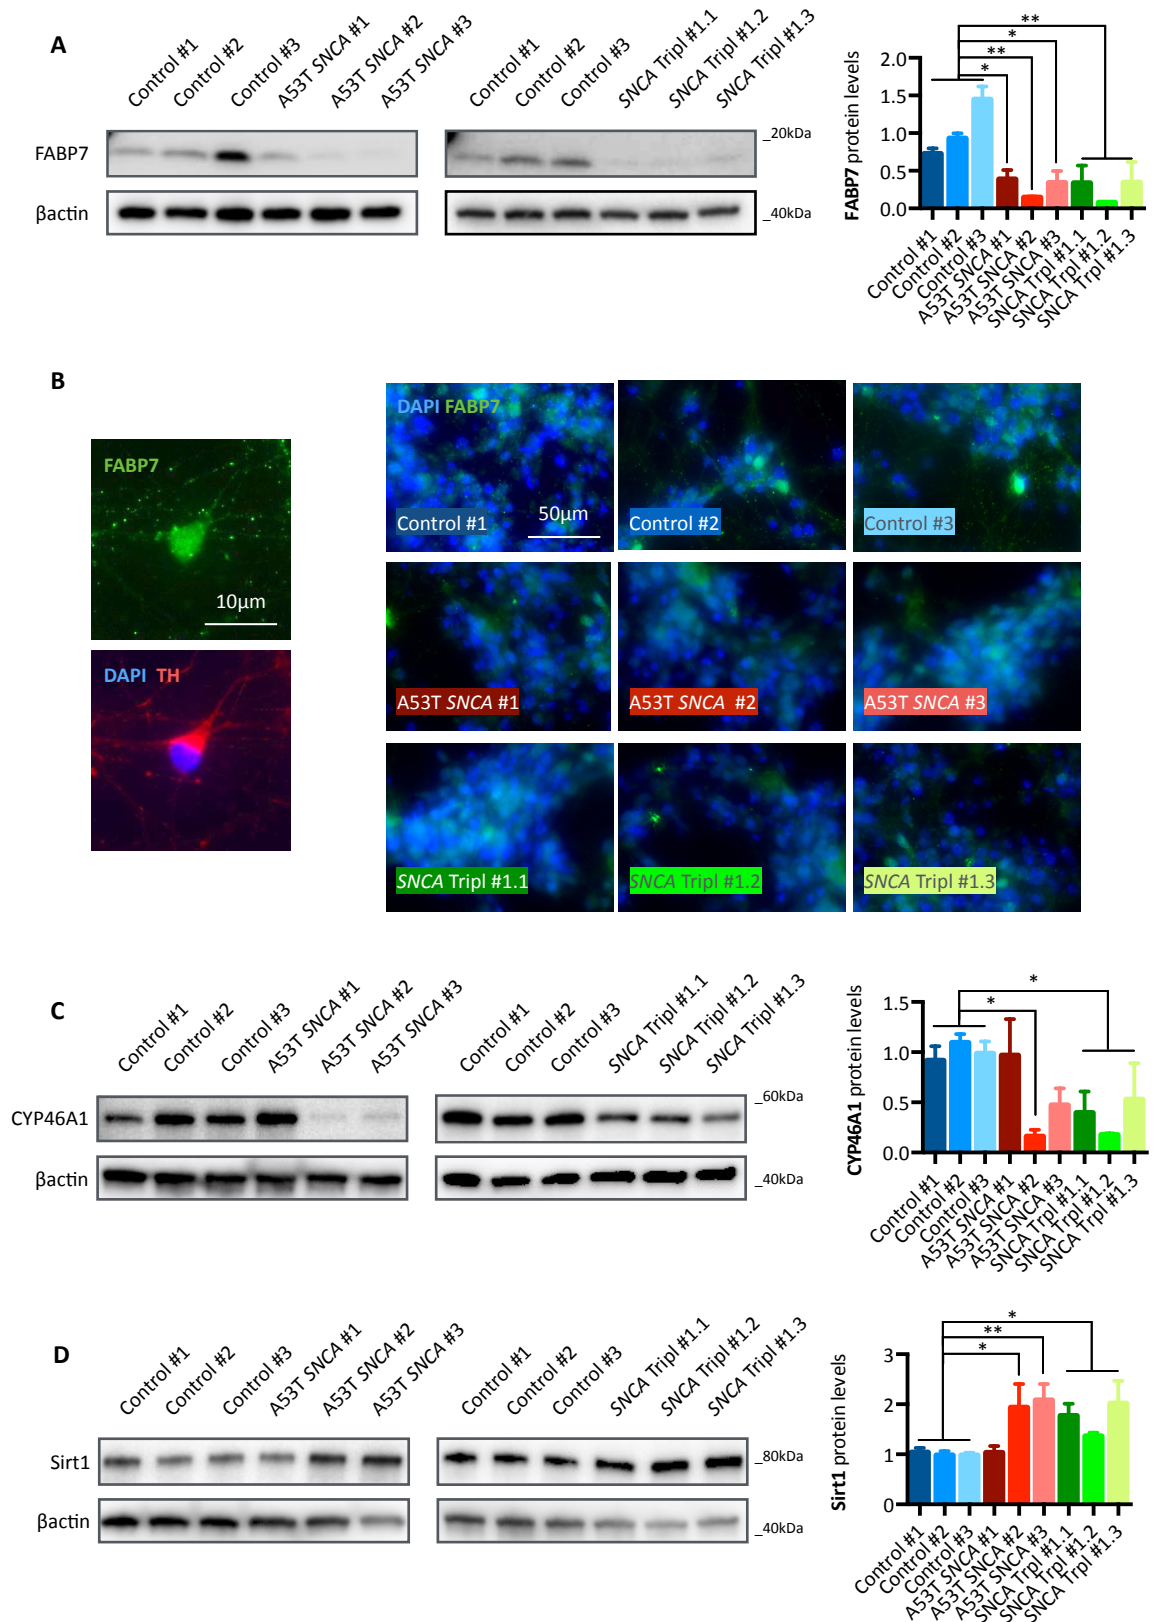 A
Control #1
Control #2
Control #3
A53T SNCA #1
A53T SNCA #2
A53T SNCA #3
Control #1
Control #2
Control #3
SNCA Tripl #1.1
SNCA Tripl #1.2
SNCA Tripl #1.3
FABP7
_20kDa
βactin
_40kDa
FABP7 protein levels
2.0
1.5
1.0
0.5
0.0
**
*
**
*
Control #1
Control #2
Control #3
A53T SNCA #1
A53T SNCA #2
A53T SNCA #3
SNCA Trpl #1.1
SNCA Trpl #1.2
SNCA Trpl #1.3
B
FABP7
10μm
DAPI TH
DAPI FABP7
50μm
Control #1
Control #2
Control #3
A53T SNCA #1
A53T SNCA #2
A53T SNCA #3
SNCA Tripl #1.1
SNCA Tripl #1.2
SNCA Tripl #1.3
C
Control #1
Control #2
Control #3
A53T SNCA #1
A53T SNCA #2
A53T SNCA #3
Control #1
Control #2
Control #3
SNCA Tripl #1.1
SNCA Tripl #1.2
SNCA Tripl #1.3
CYP46A1
_60kDa
βactin
_40kDa
CYP46A1 protein levels
1.5
1.0
0.5
0.0
*
*
Control #1
Control #2
Control #3
A53T SNCA #1
A53T SNCA #2
A53T SNCA #3
SNCA Trpl #1.1
SNCA Trpl #1.2
SNCA Trpl #1.3
D
Control #1
Control #2
Control #3
A53T SNCA #1
A53T SNCA #2
A53T SNCA #3
Control #1
Control #2
Control #3
SNCA Tripl #1.1
SNCA Tripl #1.2
SNCA Tripl #1.3
Sirt1
_80kDa
βactin
_40kDa
Sirt1 protein levels
3
2
1
0
*
**
*
Control #1
Control #2
Control #3
A53T SNCA #1
A53T SNCA #2
A53T SNCA #3
SNCA Trpl #1.1
SNCA Trpl #1.2
SNCA Trpl #1.3